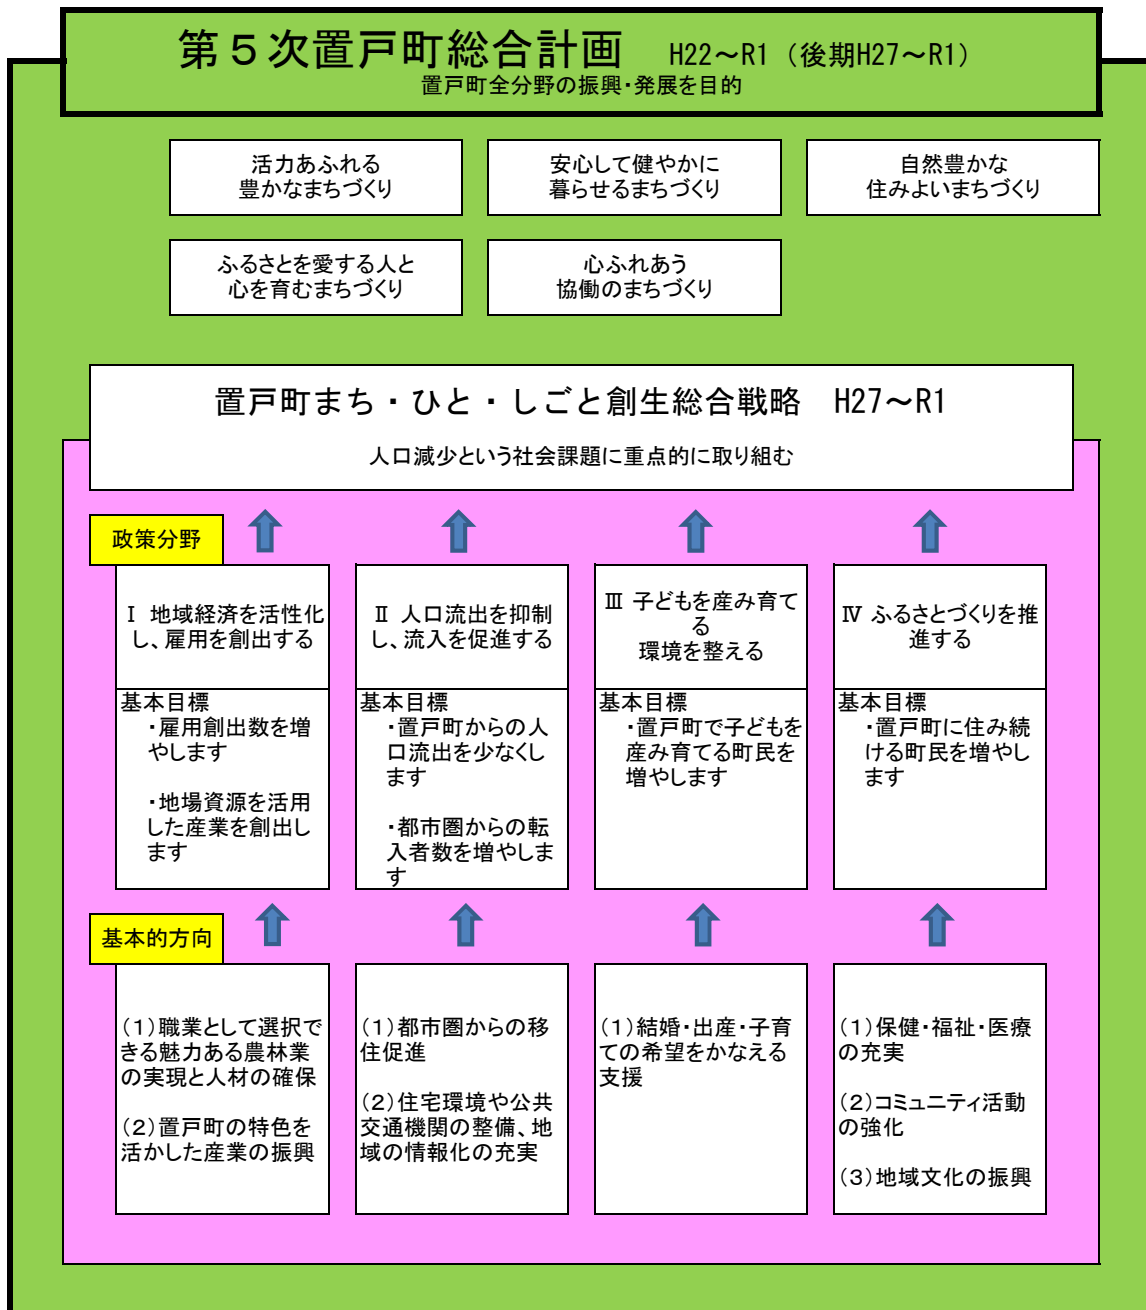 第５次置戸町総合計画　H22～R1（後期H27～R1）
置戸町全分野の振興・発展を目的
活力あふれる
豊かなまちづくり
安心して健やかに
暮らせるまちづくり
自然豊かな
住みよいまちづくり
ふるさとを愛する人と
心を育むまちづくり
心ふれあう
協働のまちづくり
置戸町まち・ひと・しごと創生総合戦略　H27～R1
人口減少という社会課題に重点的に取り組む
政策分野
Ⅰ 地域経済を活性化
し、雇用を創出する
Ⅱ 人口流出を抑制
し、流入を促進する
Ⅲ 子どもを産み育て
る
環境を整える
Ⅳ ふるさとづくりを推
進する
基本目標
・雇用創出数を増
やします
・地場資源を活用
した産業を創出し
ます
基本目標
・置戸町からの人
口流出を少なくし
ます
・都市圏からの転
入者数を増やしま
す
基本目標
・置戸町で子どもを
産み育てる町民を
増やします
基本目標
・置戸町に住み続
ける町民を増やし
ます
基本的方向
（１）職業として選択で
きる魅力ある農林業
の実現と人材の確保
（２）置戸町の特色を
活かした産業の振興
（１）都市圏からの移
住促進
（２）住宅環境や公共
交通機関の整備、地
域の情報化の充実
（１）結婚・出産・子育
ての希望をかなえる
支援
（１）保健・福祉・医療
の充実
（２）コミュニティ活動
の強化
（３）地域文化の振興